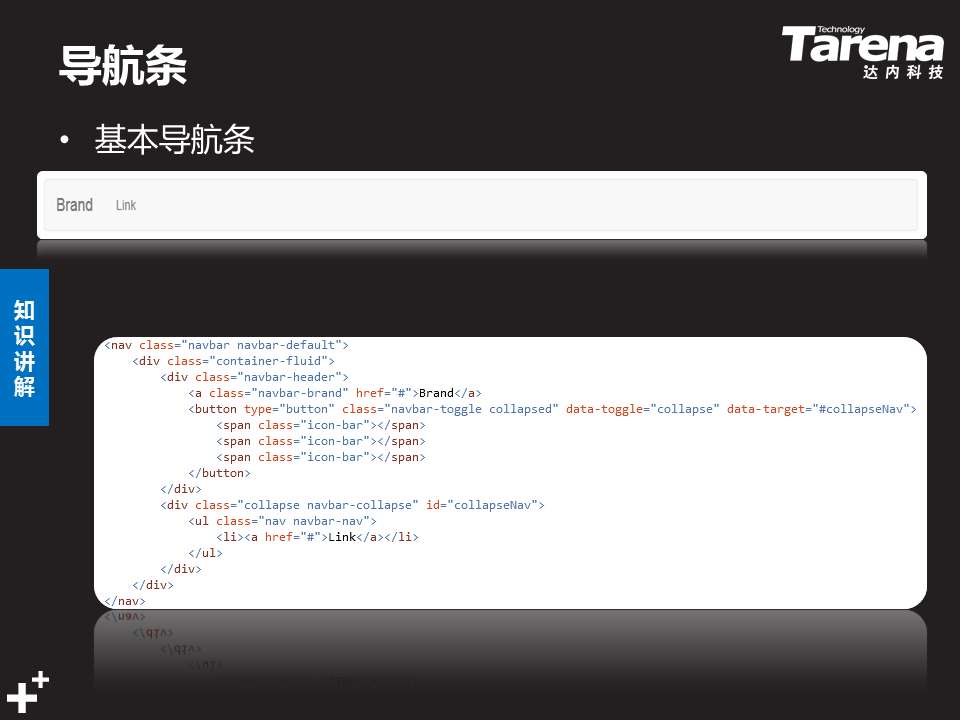 导航条
Technology
Tarena
达内科技
• 基本导航条
Brand Link
知识讲解
<nav class="navbar navbar-default">
    <div class="container-fluid">
        <div class="navbar-header">
            <a class="navbar-brand" href="#">Brand</a>
            <button type="button" class="navbar-toggle collapsed" data-toggle="collapse" data-target="#collapseNav">
                <span class="icon-bar"></span>
                <span class="icon-bar"></span>
                <span class="icon-bar"></span>
            </button>
        </div>
        <div class="collapse navbar-collapse" id="collapseNav">
            <ul class="nav navbar-nav">
                <li><a href="#">Link</a></li>
            </ul>
        </div>
    </div>
</nav>